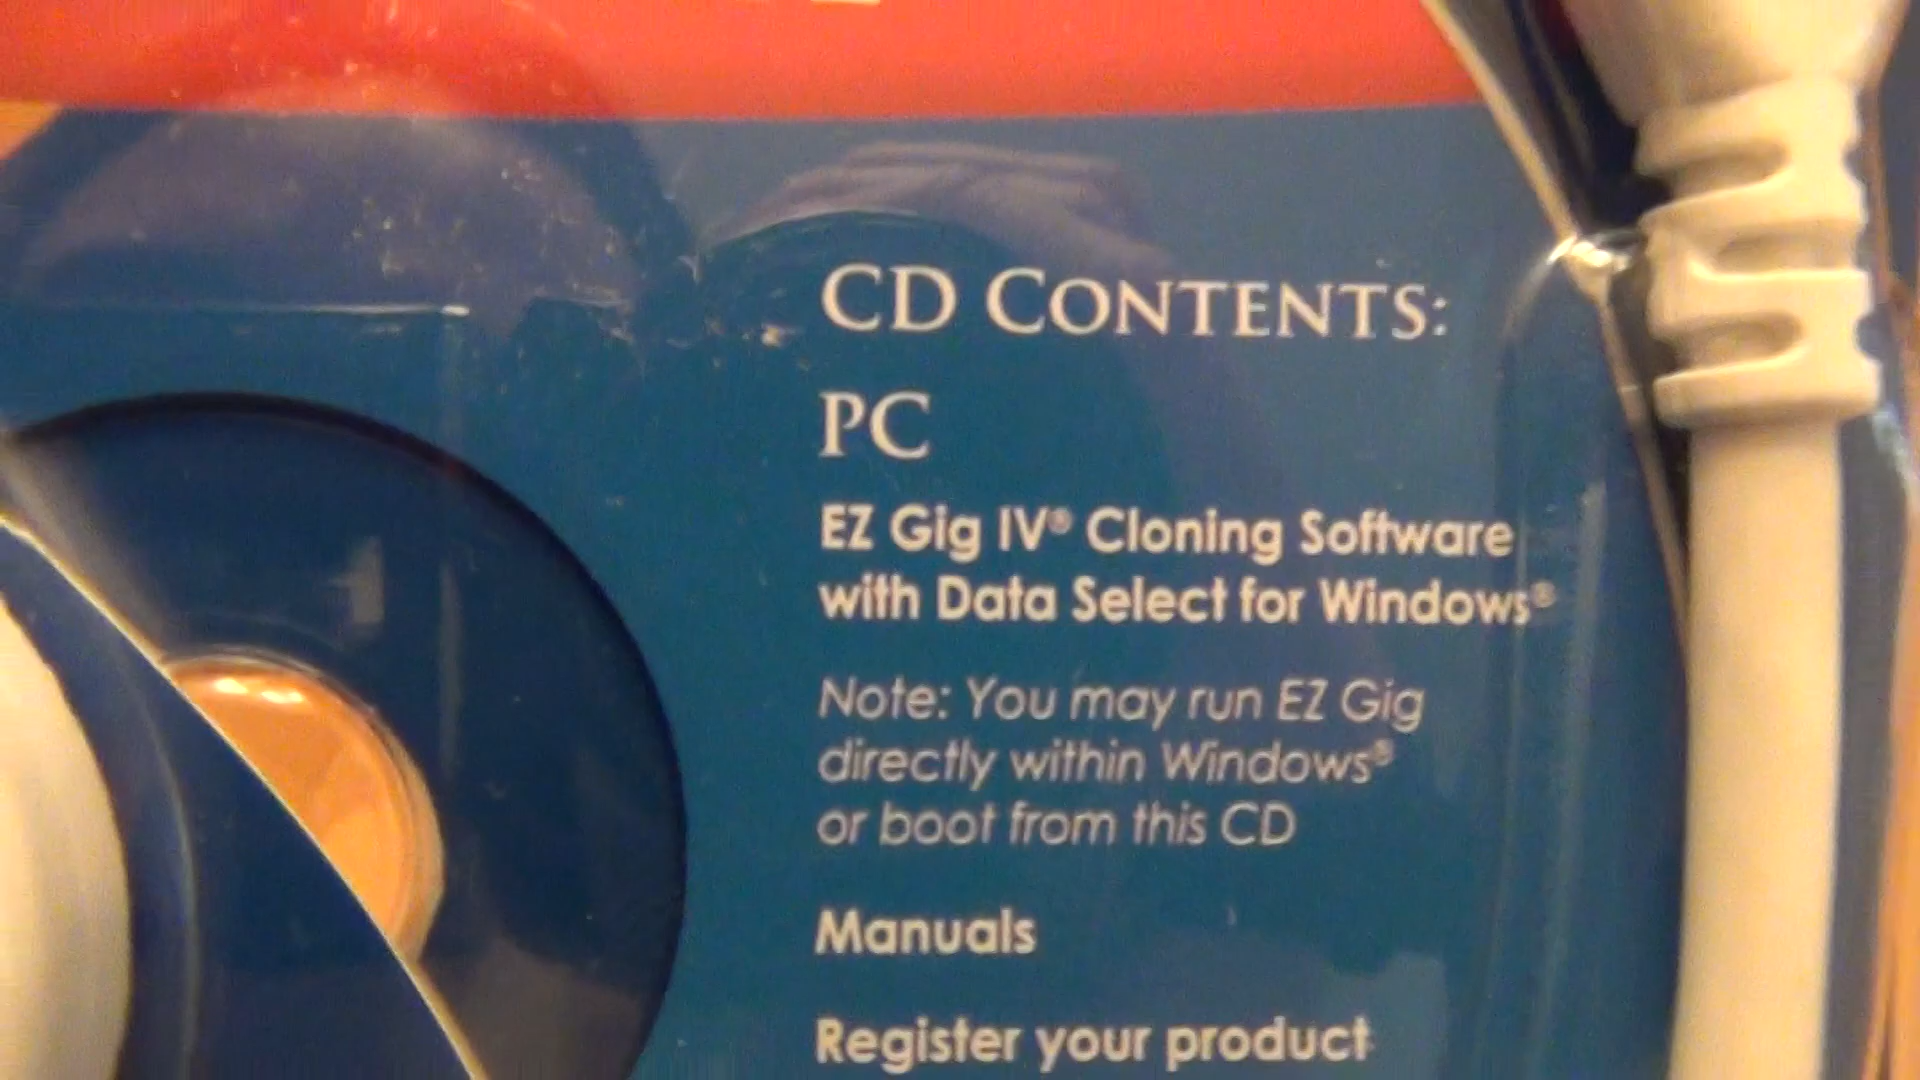 CD CONTENTS:
PC
EZ Gig IV® Cloning Software
with Data Select for Windows®
Note: You may run EZ Gig
directly within Windows®
or boot from this CD
Manuals
Register your product